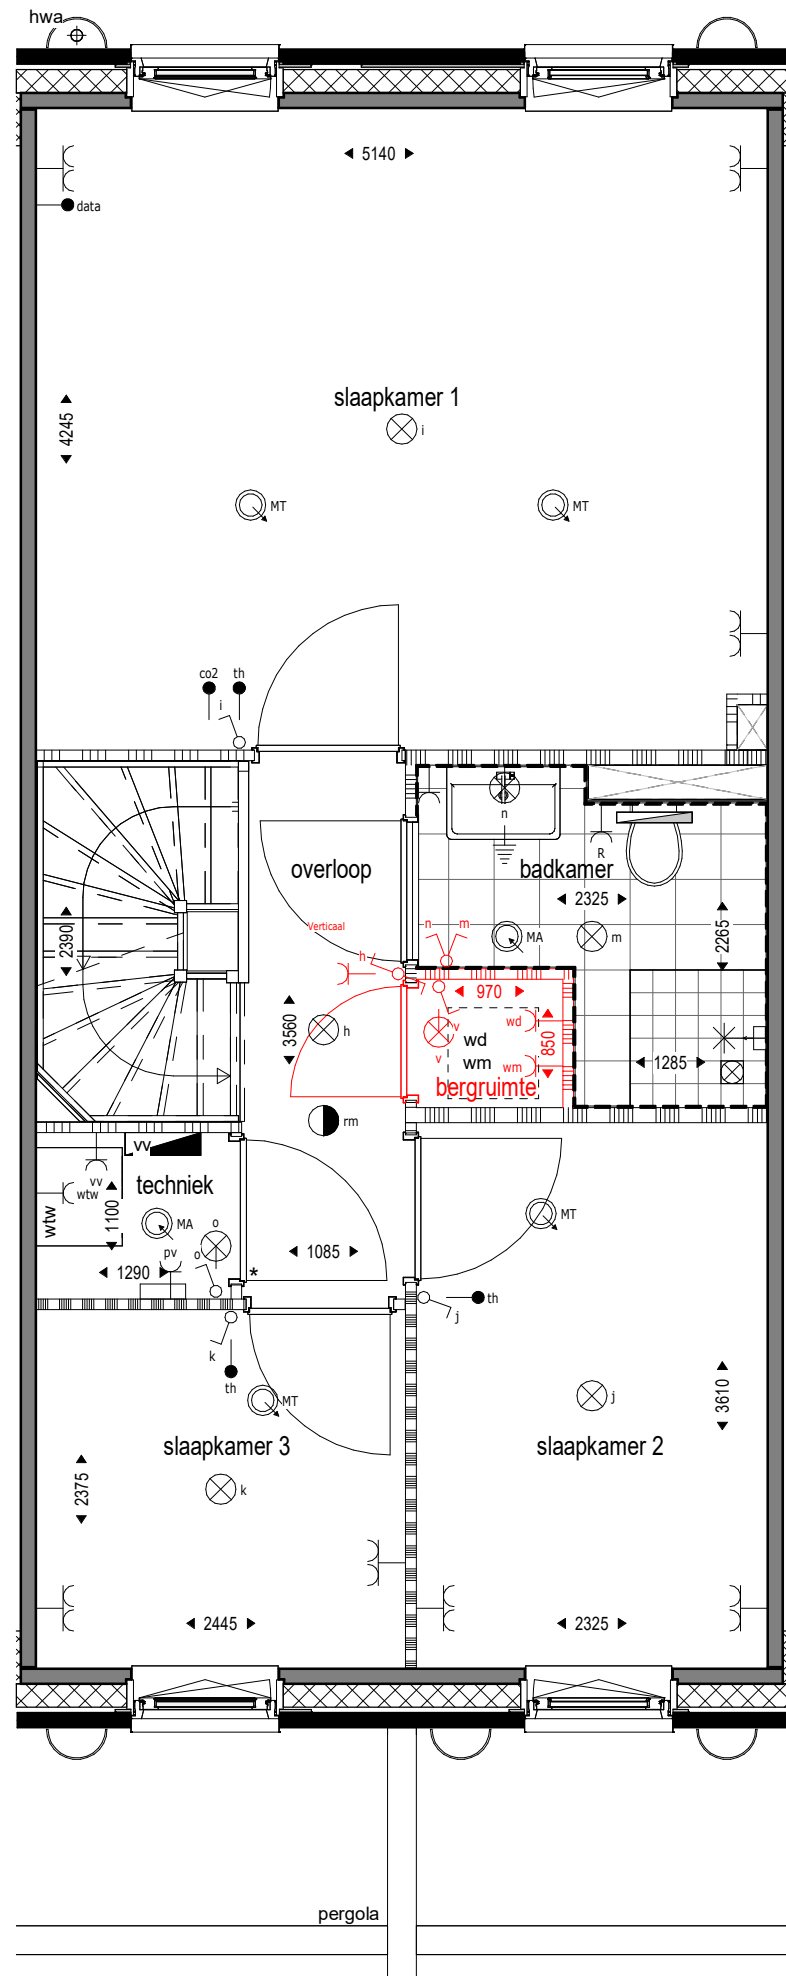 hwa
5140
data
slaapkamer 1
4245
i
MT
MT
co2
th
i
n
overloop
badkamer
R
2325
Verticaal
n
m
MA
m
2390
2265
h
3560
h
970
v
v
wd
wd
850
wm
wm
1285
bergruimte
rm
vv
vv
techniek
wtw
wtw
1100
MA
o
MT
pv
o
1290
1085
*
th
j
k
th
MT
j
3610
slaapkamer 3
slaapkamer 2
2375
k
2445
2325
pergola